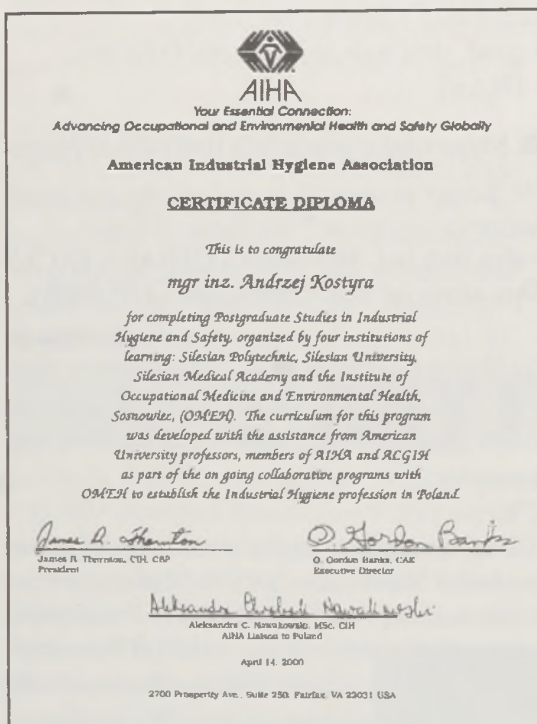 AIHA
Your Essential Connection:
Advancing Occupational and Environmental Health and Safety Globally
American Industrial Hygiene Association
CERTIFICATE DIPLOMA
This is to congratulate
mgr inz. Andrzej Kostyra
for completing Postgraduate Studies in Industrial
Hygiene and Safety, organized by four institutions of
learning: Silesian Polytechnic, Silesian University,
Silesian Medical Academy and the Institute of
Occupational Medicine and Environmental Health,
Sosnowiec, (OMEH). The curriculum for this program
was developed with the assistance from American
University professors, members of AIHA and ACGIH
as part of the on going collaborative programs with
OMEH to establish the Industrial Hygiene profession in Poland.
James R. Thornton O Gordon Banks
James R. Thornton, CIH, CSP
President
O. Gordon Banks, CAE
Executive Director
Aleksandra
Aleksandra C. Nawakowski, MSc, CIH
AIHA Liaison to Poland
April 14, 2000
2700 Prosperity Ave., Suite 250, Fairfax, VA 22031 USA